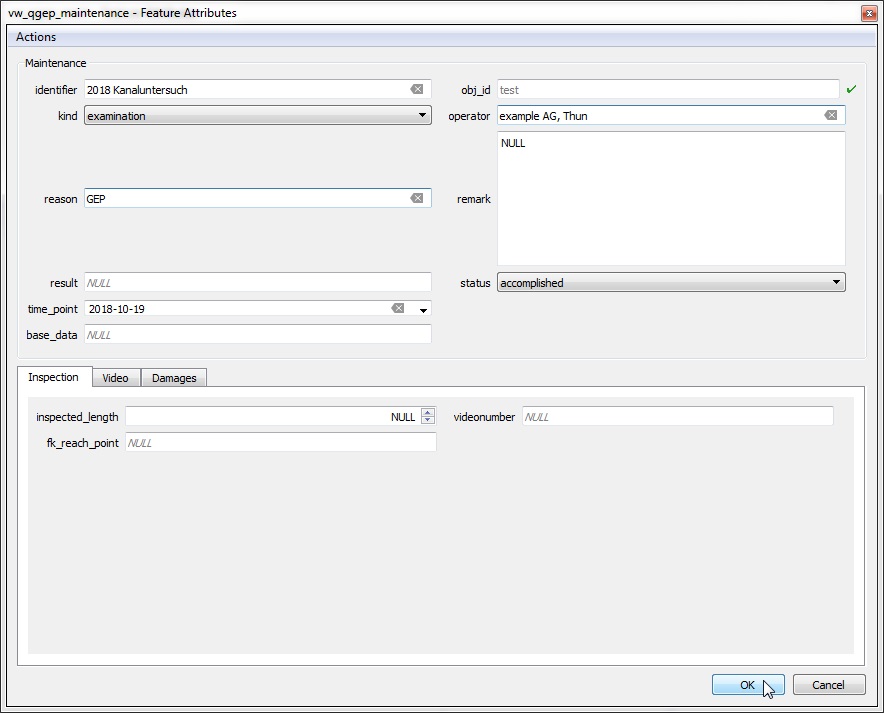 vw_qgep_maintenance - Feature Attributes
Actions
Maintenance
identifier 2018 Kanaluntersuch
obj_id test
kind examination
operator example AG, Thun
reason GEP
remark NULL
result NULL
status accomplished
time_point 2018-10-19
base_data NULL
Inspection Video Damages
inspected_length NULL
videonumber NULL
fk_reach_point NULL
OK Cancel